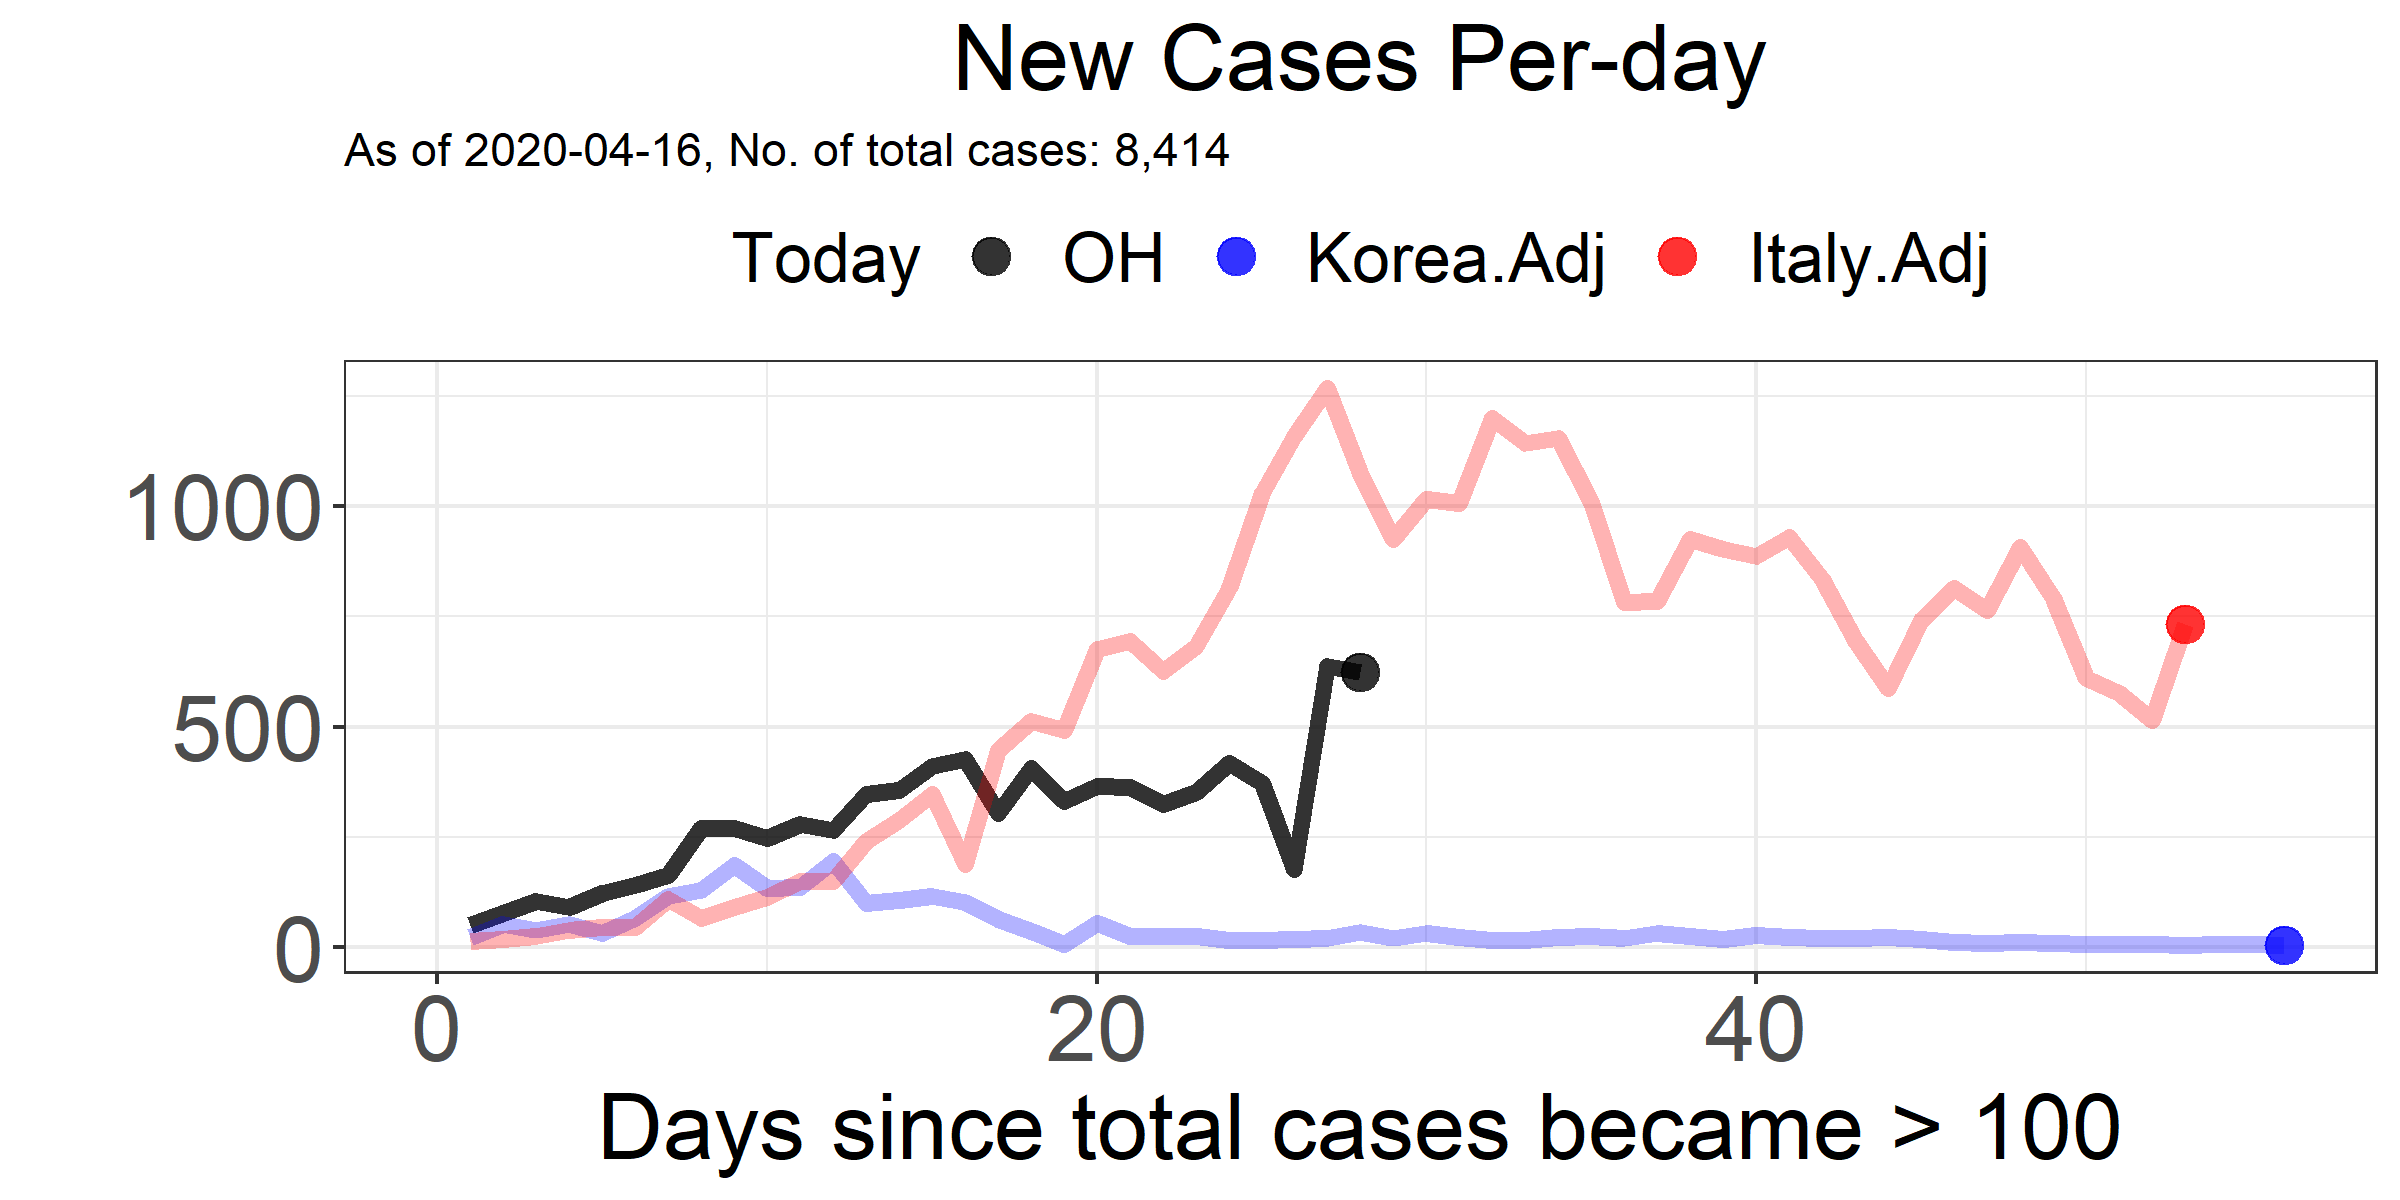 New Cases Per-day
As of 2020-04-16, No. of total cases: 8,414
Today OH Korea.Adj Italy.Adj
1000
500
0
0 20 40
Days since total cases became > 100